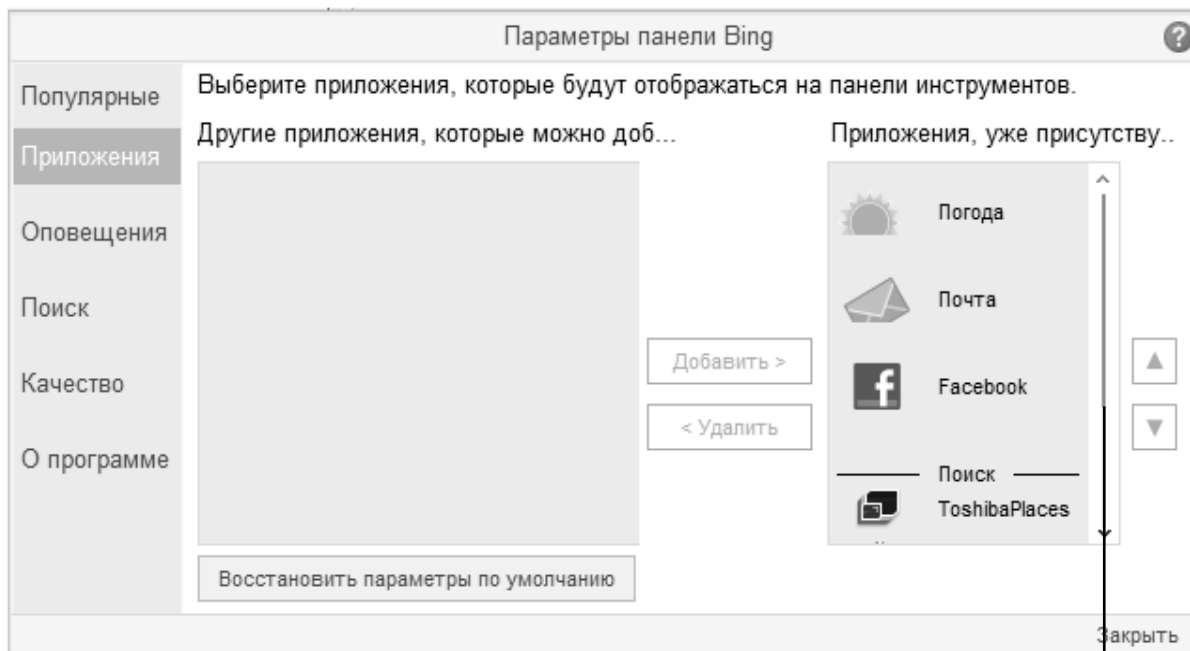 Параметры панели Bing
?
Популярные
Приложения
Оповещения
Поиск
Качество
О программе
Выберите приложения, которые будут отображаться на панели инструментов.
Другие приложения, которые можно доб...
Приложения, уже присутству..
Погода
Почта
Facebook
Поиск
ToshibaPlaces
Добавить >
< Удалить
▲
▼
Восстановить параметры по умолчанию
Закрыть